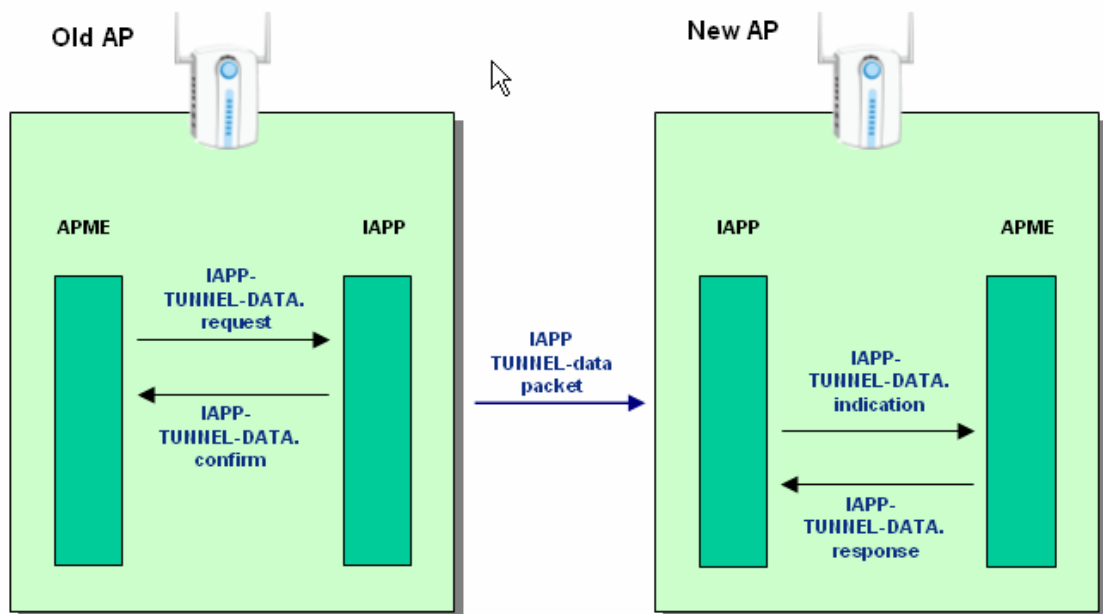 Old AP
New AP
APME
IAPP
IAPP
APME
IAPP-
TUNNEL-DATA.
request
IAPP-
TUNNEL-DATA.
confirm
IAPP
TUNNEL-data
packet
IAPP-
TUNNEL-DATA.
indication
IAPP-
TUNNEL-DATA.
response